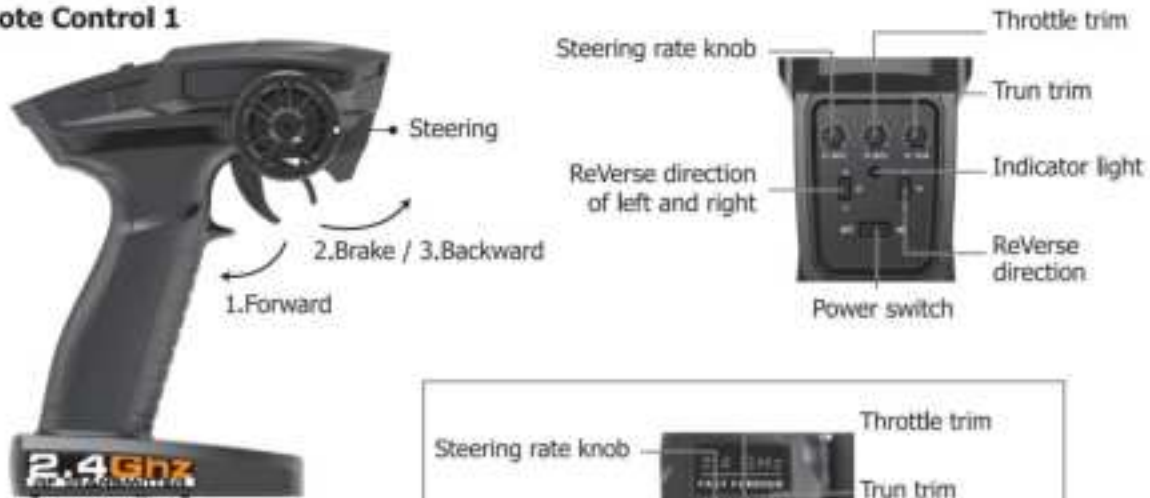 ote Control 1
Steering
2.Brake / 3.Backward
1.Forward
2.4Ghz
TRANSMITTER
Steering rate knob
Throttle trim
Trun trim
Indicator light
ReVerse direction
of left and right
ReVerse
direction
Power switch
Steering rate knob
Throttle trim
Trun trim